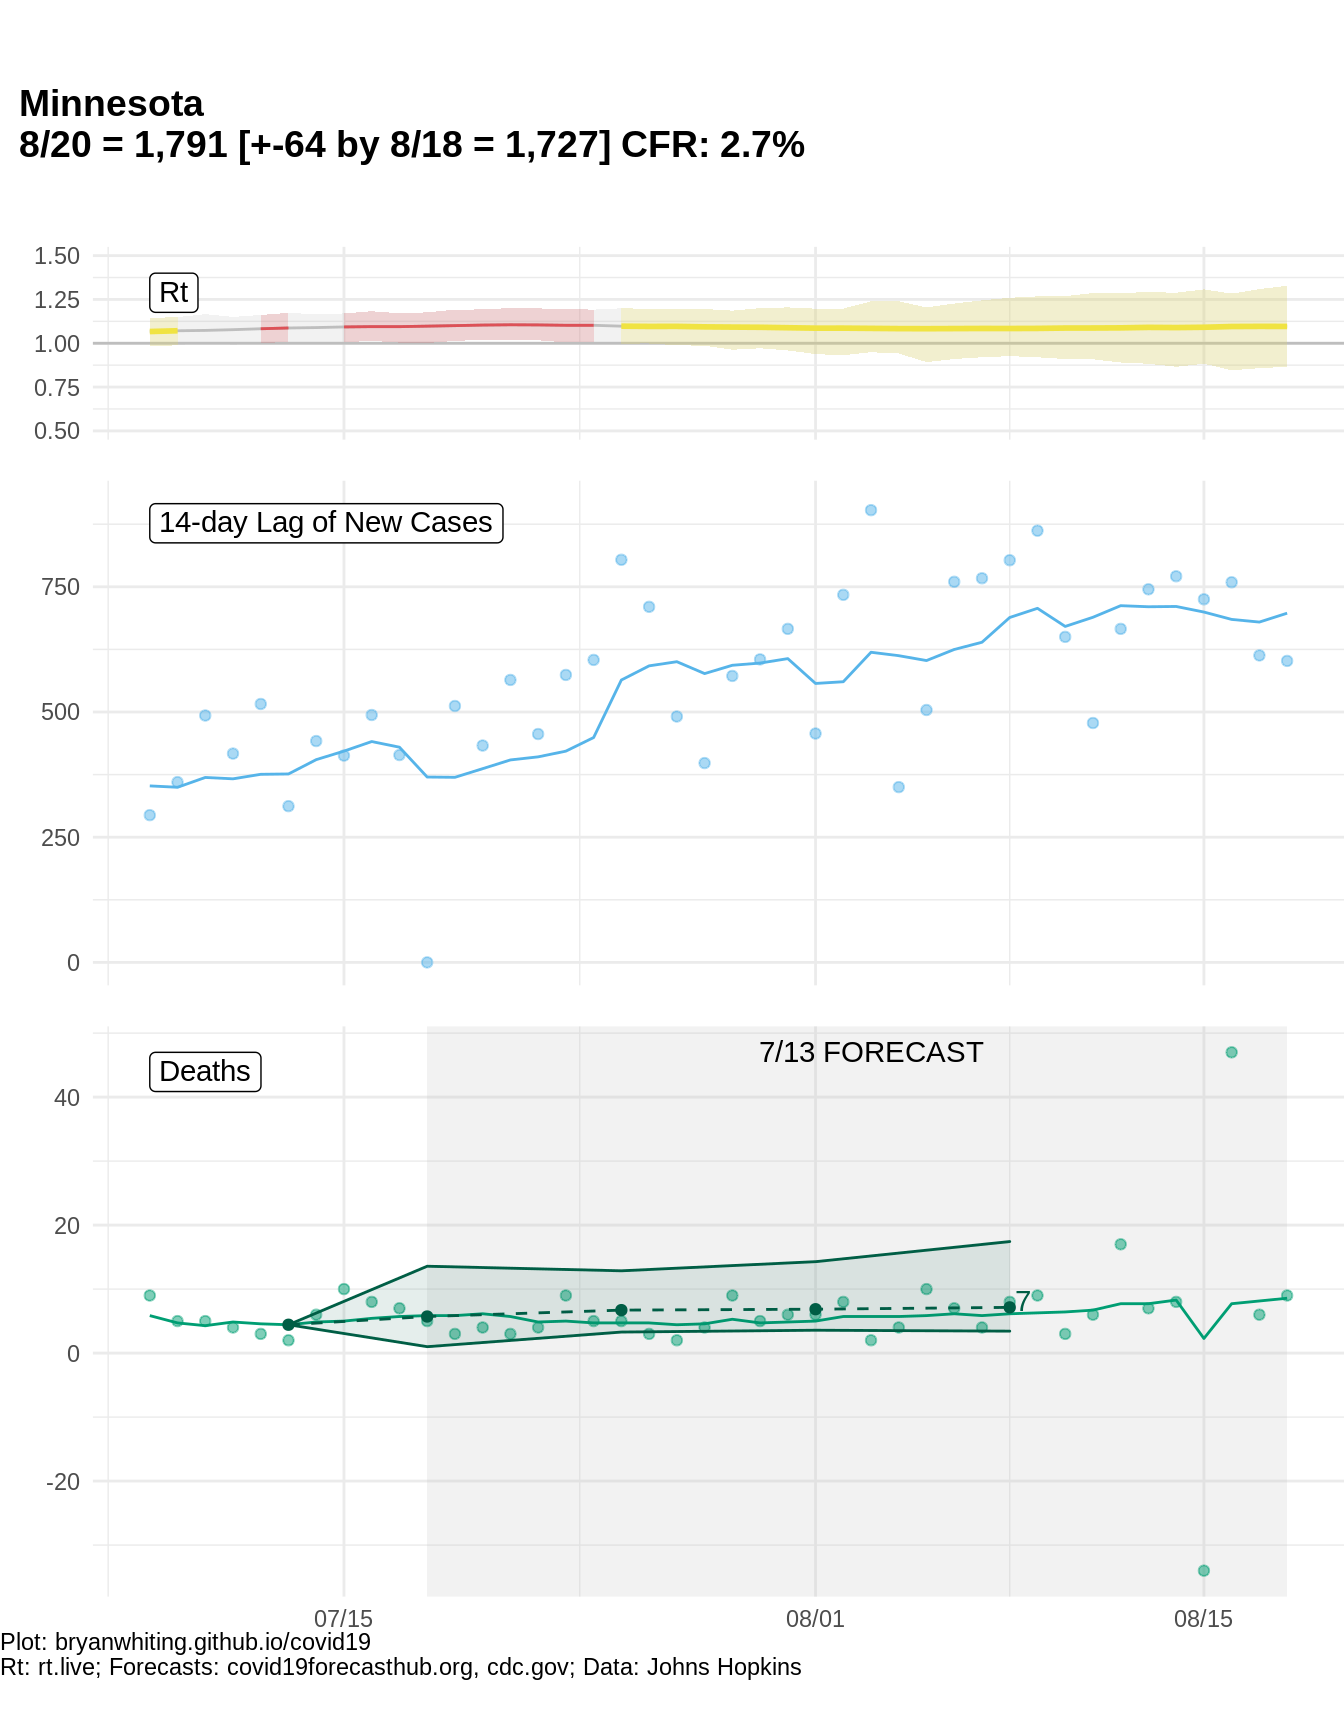 Minnesota
8/20 = 1,791 [+-64 by 8/18 = 1,727] CFR: 2.7%
1.50
Rt
1.25
1.00
0.75
0.50
14-day Lag of New Cases
750
500
250
0
7/13 FORECAST
Deaths
40
20
7
0
-20
07/15
08/01
08/15
Plot: bryanwhiting.github.io/covid19
Rt: rt.live; Forecasts: covid19forecasthub.org, cdc.gov; Data: Johns Hopkins